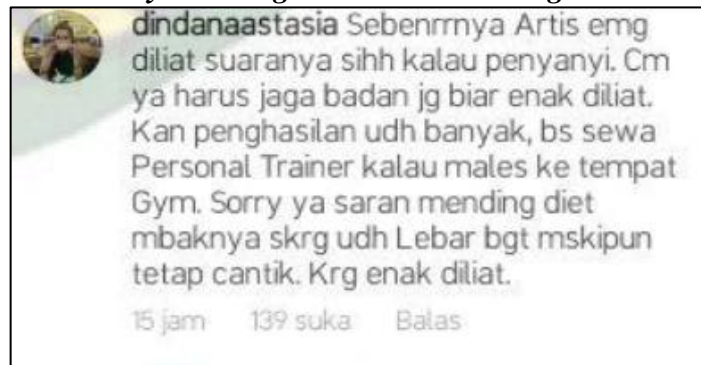 dindanaastasia Sebenrrnya Artis emg
diliat suaranya sihh kalau penyanyi. Cm
ya harus jaga badan jg biar enak diliat.
Kan penghasilan udh banyak, bs sewa
Personal Trainer kalau males ke tempat
Gym. Sorry ya saran mending diet
mbaknya skrg udh Lebar bgt mskipun
tetap cantik. Krg enak diliat.
15 jam 139 suka Balas